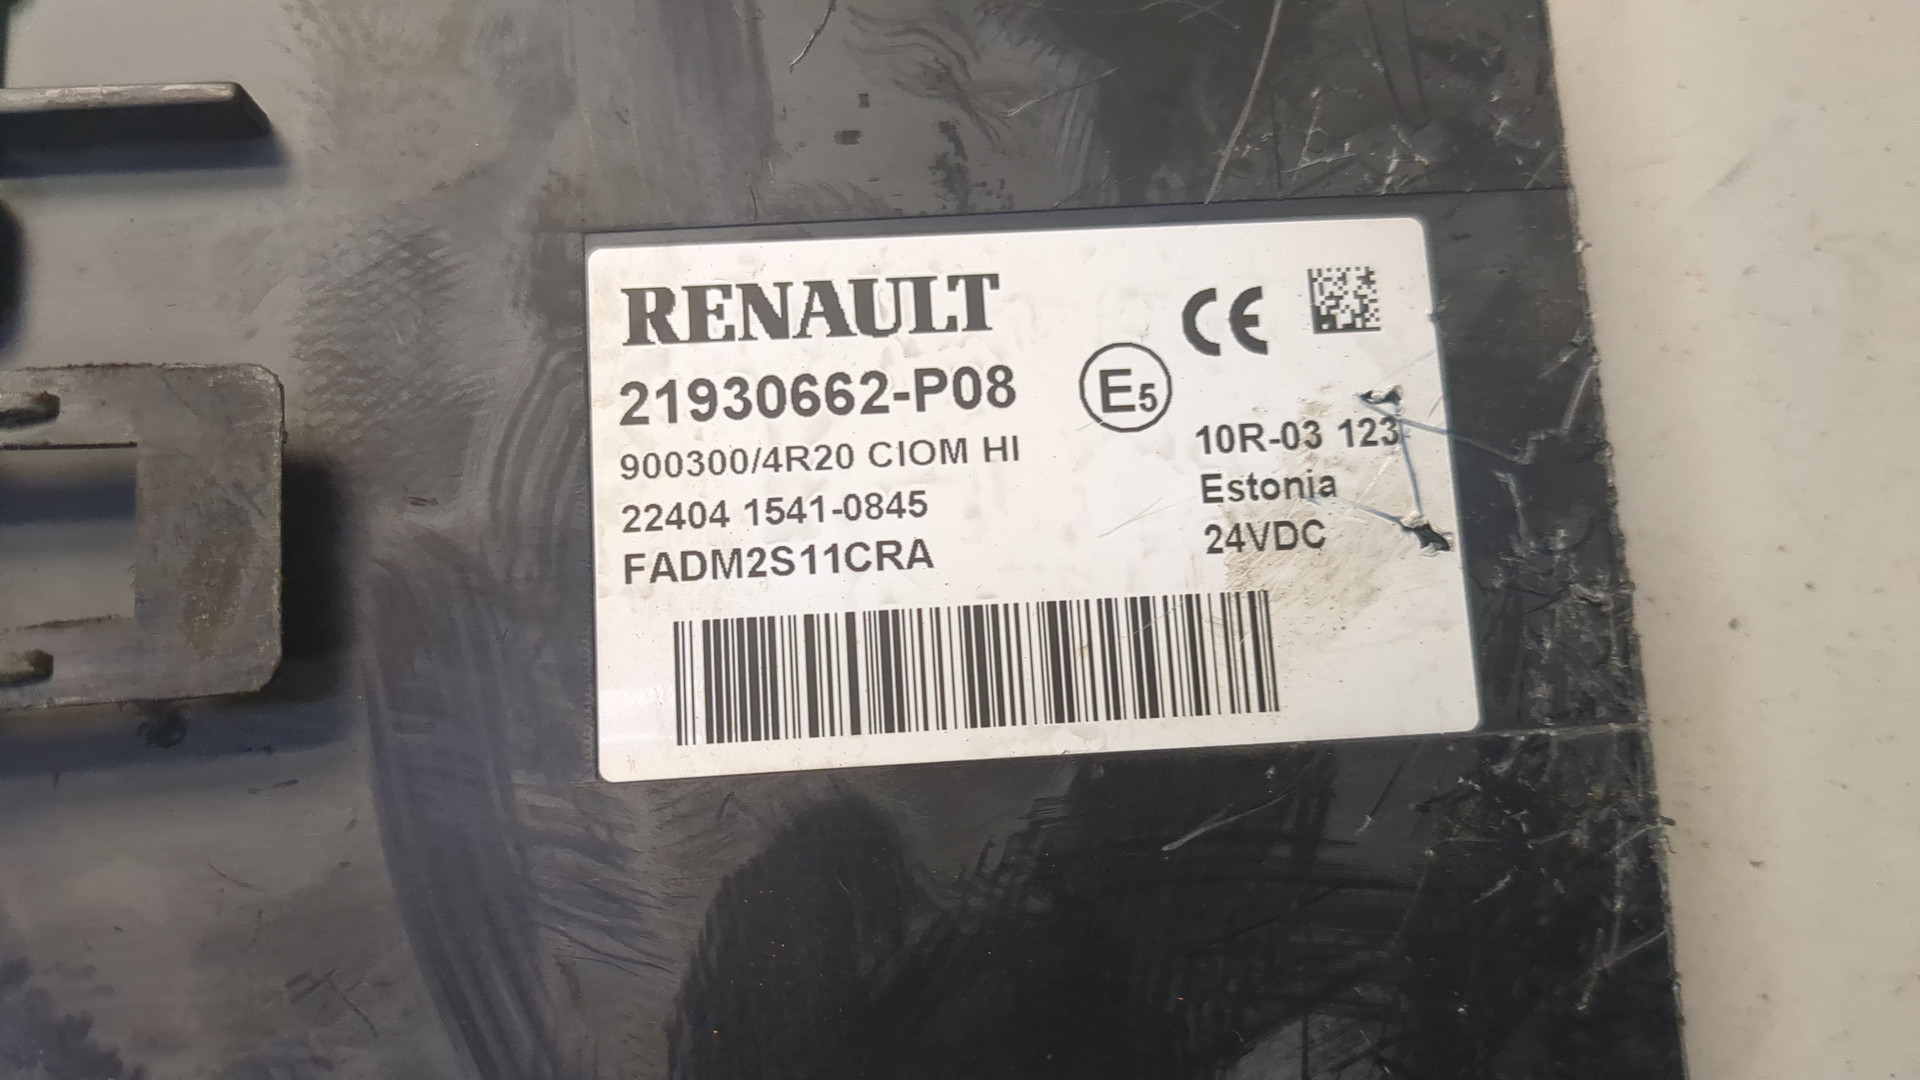 RENAULT
21930662-P08
900300/4R20 CIOM HI
22404 1541-0845
FADM2S11CRA
E5
CE
10R-03 123
Estonia
24VDC